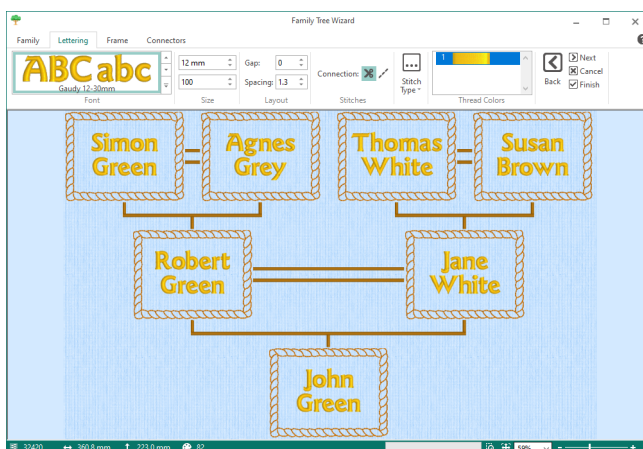 Family Tree Wizard
Family Lettering Frame Connectors
ABC abc
Gaudy 12-30mm
Font
12 mm
100
Size
Gap: 0
Spacing: 1.3
Layout
Connection:
Stitches
Stitch
Type
1
Thread Colors
Back
Next
Cancel
Finish
Simon
Green
Agnes
Grey
Thomas
White
Susan
Brown
Robert
Green
Jane
White
John
Green
32420 360.8 mm 223.0 mm 82 59%